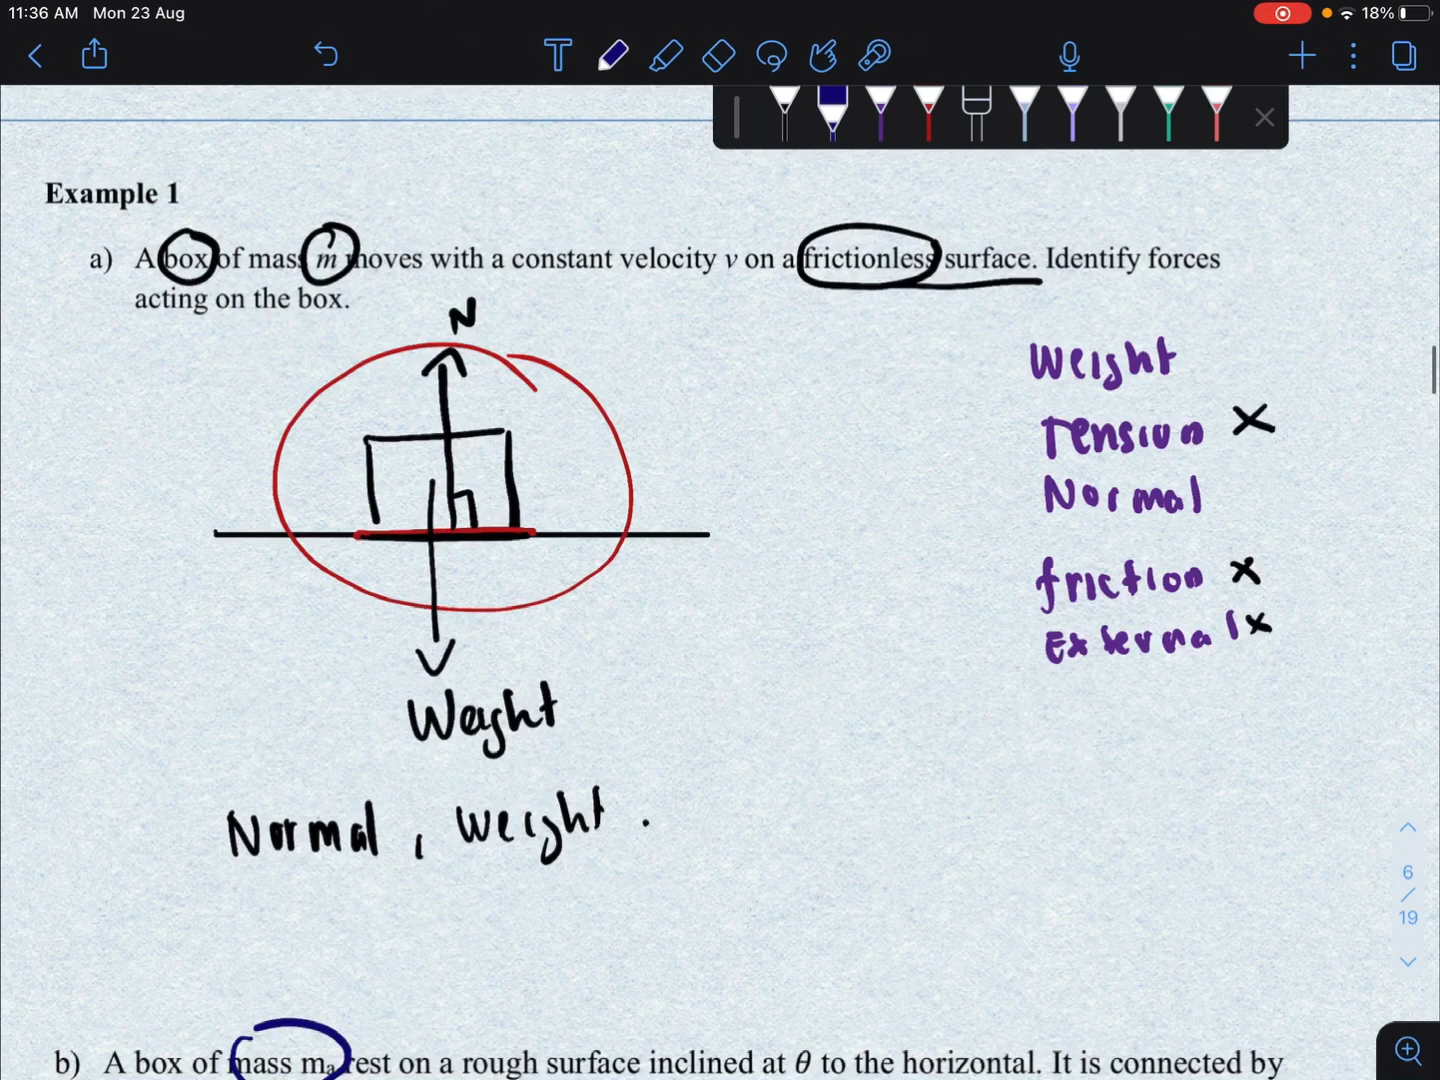 11:36 AM Mon 23 Aug
18%
Example 1
a) A box of mass m moves with a constant velocity v on a frictionless surface. Identify forces
acting on the box.
N
Weight
Tension ×
Normal
friction ×
External ×
Weight
Normal, Weight.
6
/
19
b) A box of mass mₐ rest on a rough surface inclined at θ to the horizontal. It is connected by